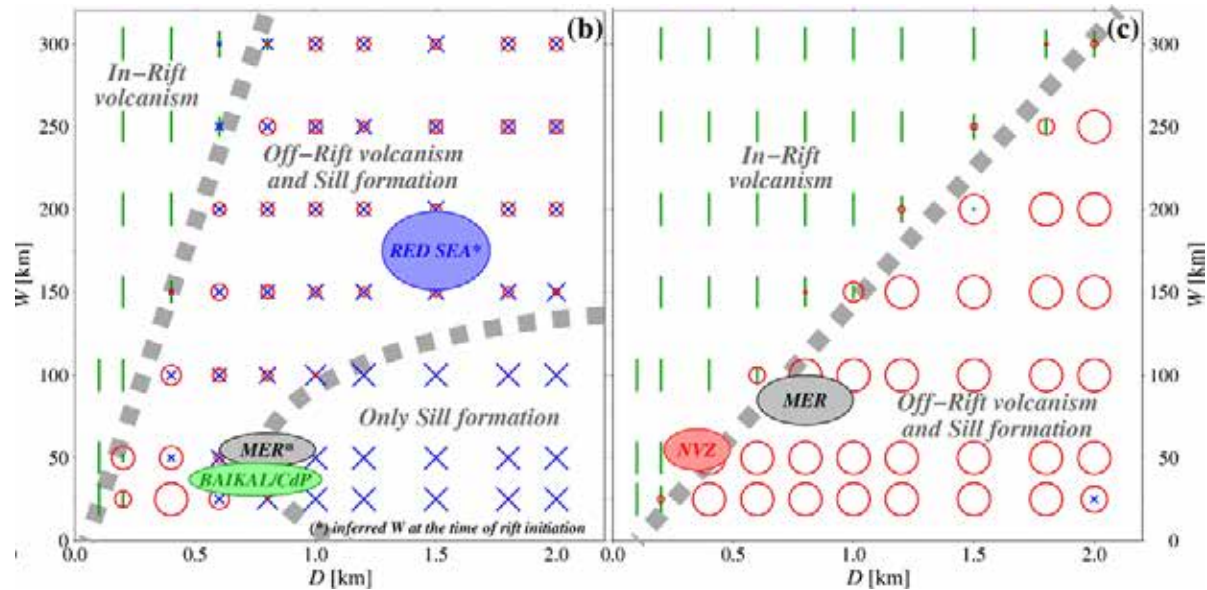 (b)
300
In−Rift
volcanism
250
Off−Rift volcanism
and Sill formation
200
RED SEA*
W [km]
150
100
Only Sill formation
MER*
50
BAIKAL/CdP
(*) inferred W at the time of rift initiation
0
0.0 0.5 1.0 1.5 2.0
D [km]
(c)
300
250
In−Rift
volcanism
200
W [km]
150
100
MER
Off−Rift volcanism
and Sill formation
NVZ
50
0
0.0 0.5 1.0 1.5 2.0
D [km]